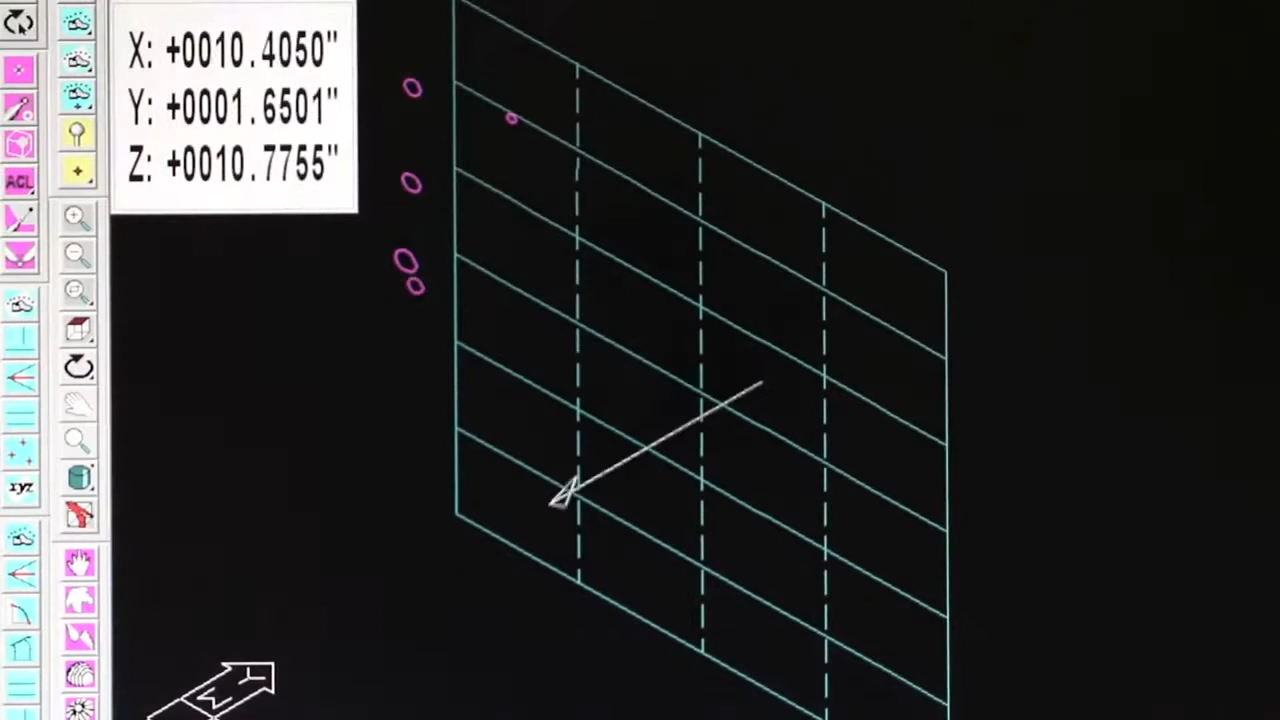 X: +0010.4050"
Y: +0001.6501"
Z: +0010.7755"
ACL
xyz
Y